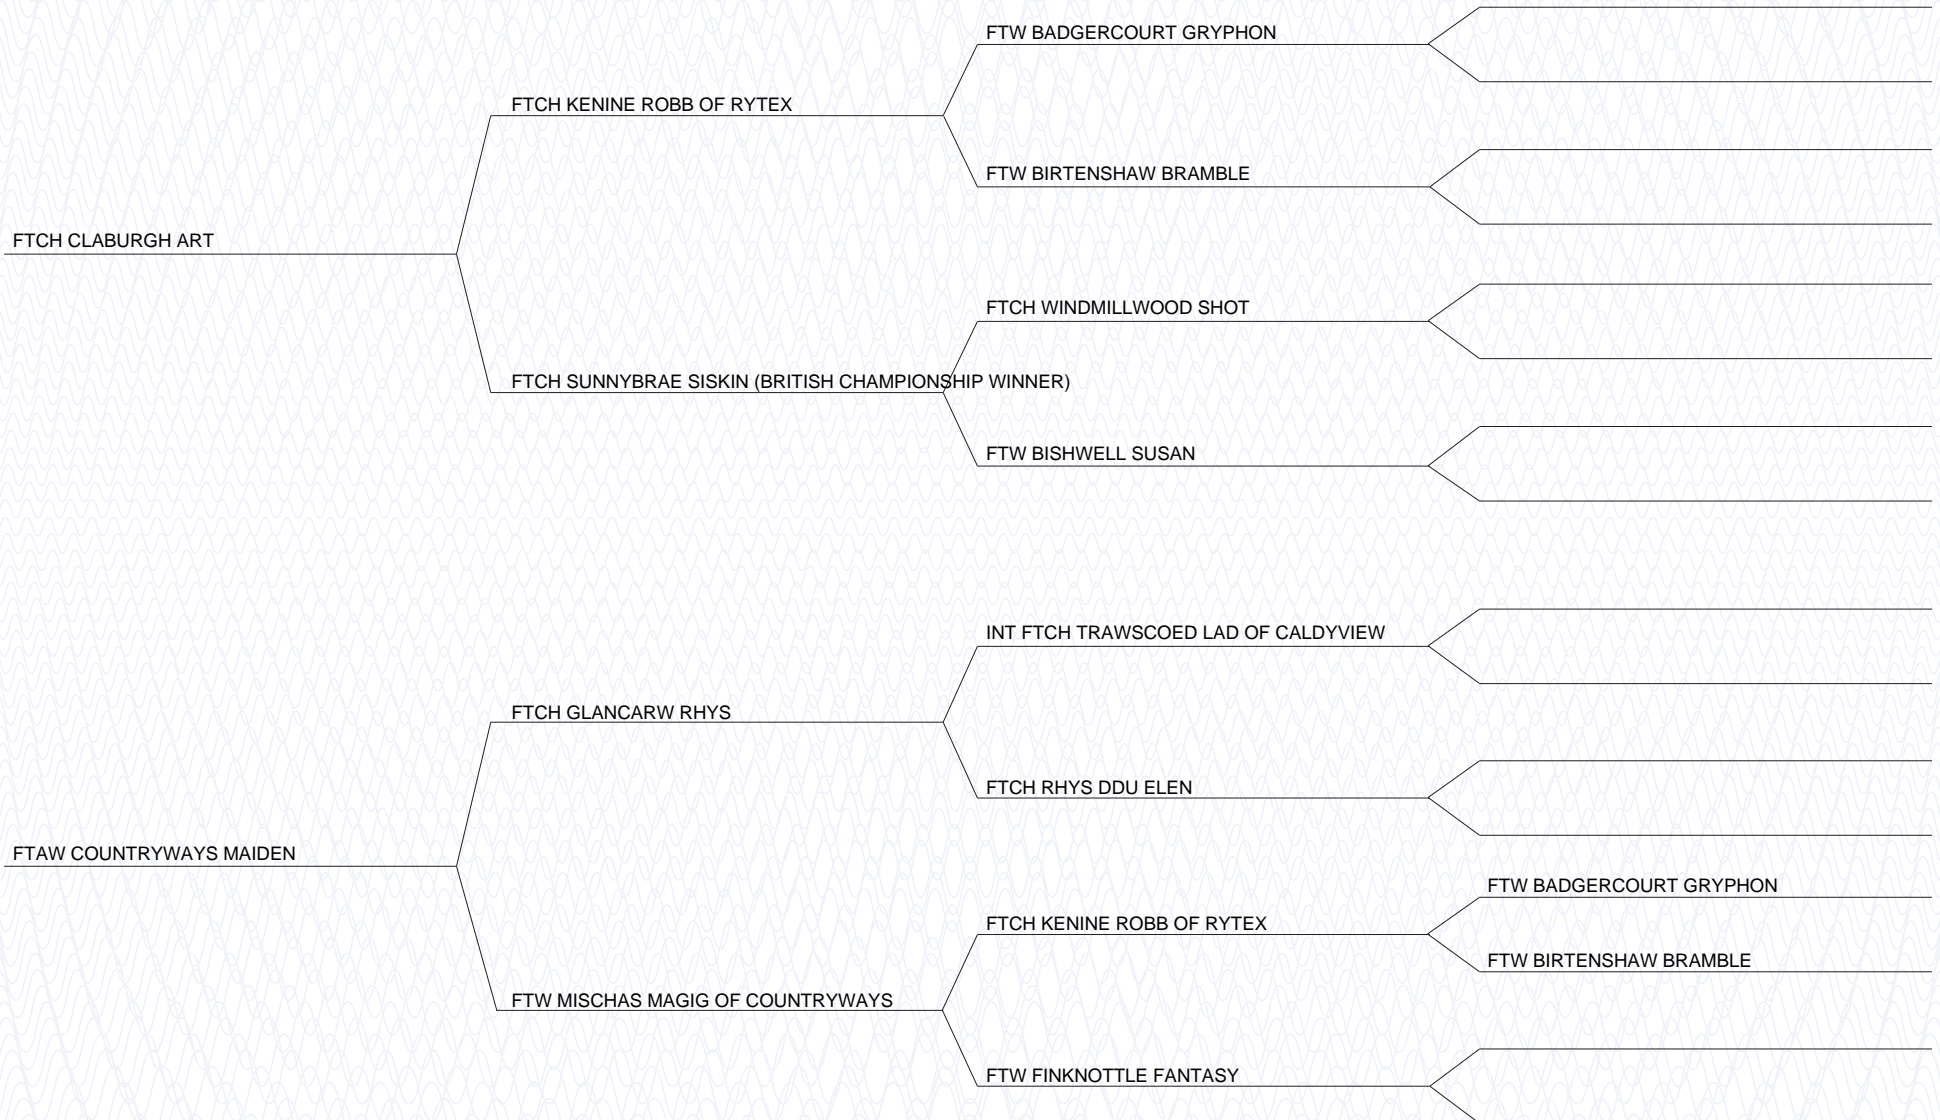 FTW BADGERCOURT GRYPHON
FTCH KENINE ROBB OF RYTEX
FTW BIRTENSHAW BRAMBLE
FTCH CLABURGH ART
FTCH WINDMILLWOOD SHOT
FTCH SUNNYBRAE SISKIN (BRITISH CHAMPIONSHIP WINNER)
FTW BISHWELL SUSAN
INT FTCH TRAWSCOED LAD OF CALDYVIEW
FTCH GLANCARW RHYS
FTCH RHYS DDU ELEN
FTAW COUNTRYWAYS MAIDEN
FTW BADGERCOURT GRYPHON
FTCH KENINE ROBB OF RYTEX
FTW BIRTENSHAW BRAMBLE
FTW MISCHAS MAGIG OF COUNTRYWAYS
FTW FINKNOTTLE FANTASY